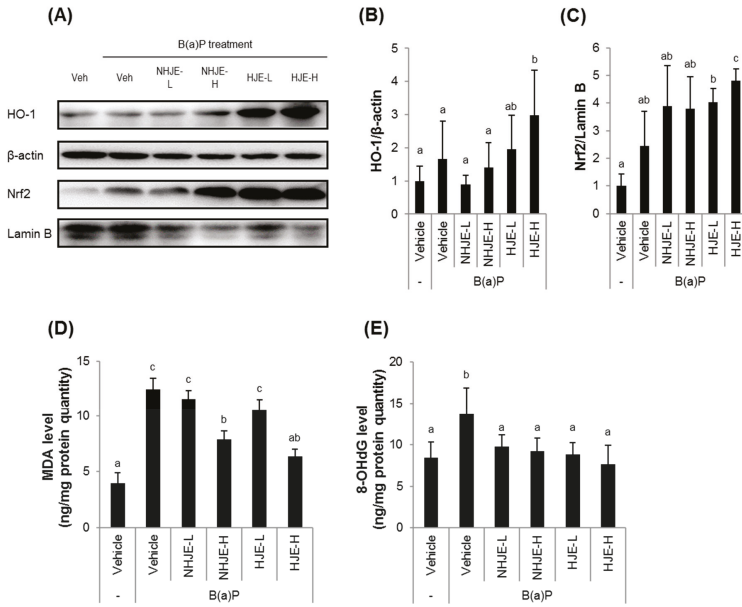 (A)
B(a)P treatment
Veh
Veh
NHJE-
L
NHJE-
H
HJE-L
HJE-H
HO-1
β-actin
Nrf2
Lamin B
(B)
HO-1/β-actin
5
4
3
2
1
0
a
a
a
a
ab
b
Vehicle
Vehicle
NHJE-L
NHJE-H
HJE-L
HJE-H
-
B(a)P
(C)
Nrf2/Lamin B
6
5
4
3
2
1
0
a
ab
ab
ab
b
c
Vehicle
Vehicle
NHJE-L
NHJE-H
HJE-L
HJE-H
-
B(a)P
(D)
MDA level
(ng/mg protein quantity)
15
10
5
0
a
c
c
b
c
ab
Vehicle
Vehicle
NHJE-L
NHJE-H
HJE-L
HJE-H
-
B(a)P
(E)
8-OHdG level
(ng/mg protein quantity)
20
15
10
5
0
a
b
a
a
a
a
Vehicle
Vehicle
NHJE-L
NHJE-H
HJE-L
HJE-H
-
B(a)P